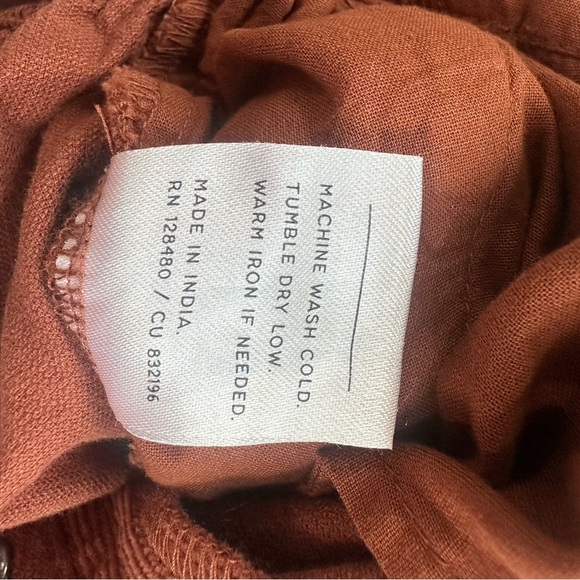 MACHINE WASH COLD.
TUMBLE DRY LOW.
WARM IRON IF NEEDED.
MADE IN INDIA.
RN 128480 / CU 832196